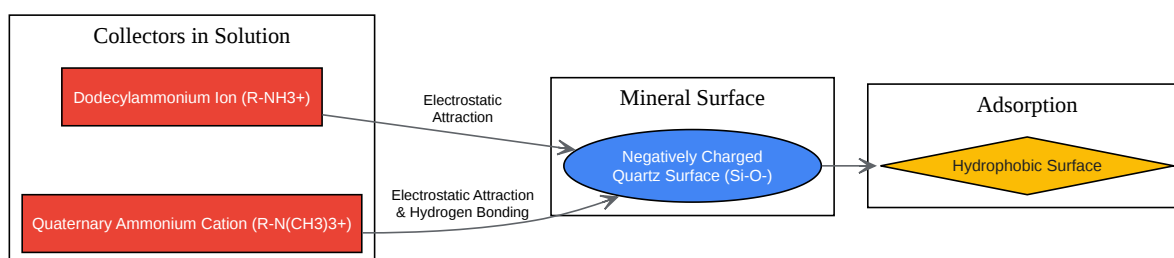 Collectors in Solution
Dodecylammonium Ion (R-NH3+)
Quaternary Ammonium Cation (R-N(CH3)3+)
Electrostatic
Attraction
Electrostatic Attraction
& Hydrogen Bonding
Mineral Surface
Negatively Charged
Quartz Surface (Si-O-)
Adsorption
Hydrophobic Surface